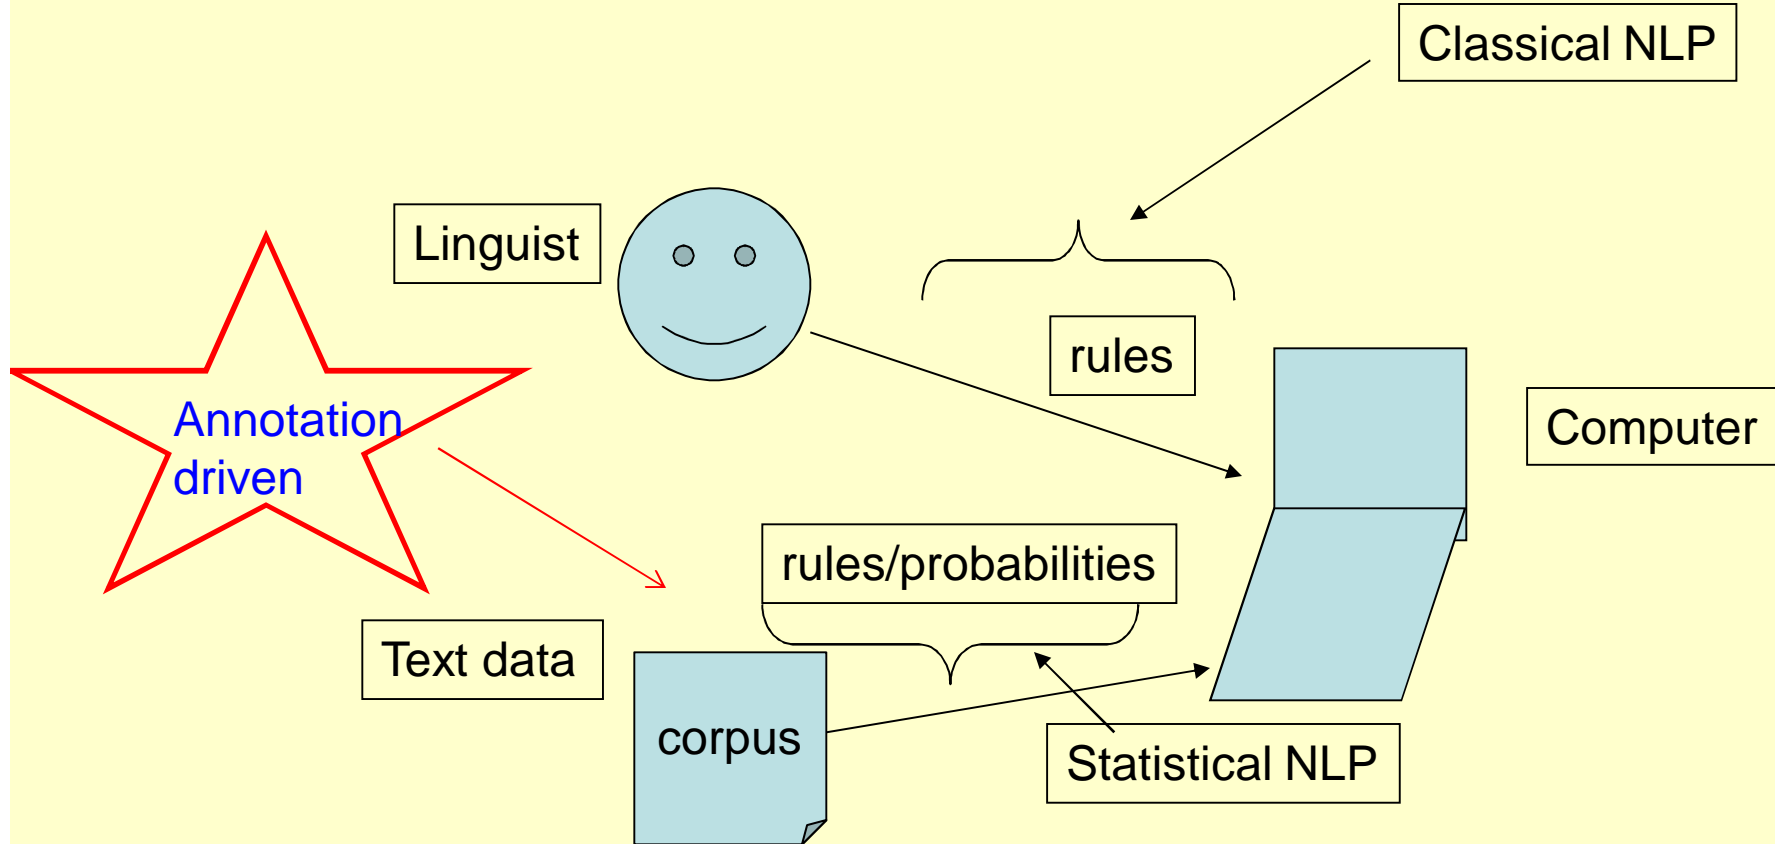 Classical NLP
Linguist
rules
Annotation
driven
Computer
rules/probabilities
Text data
corpus
Statistical NLP